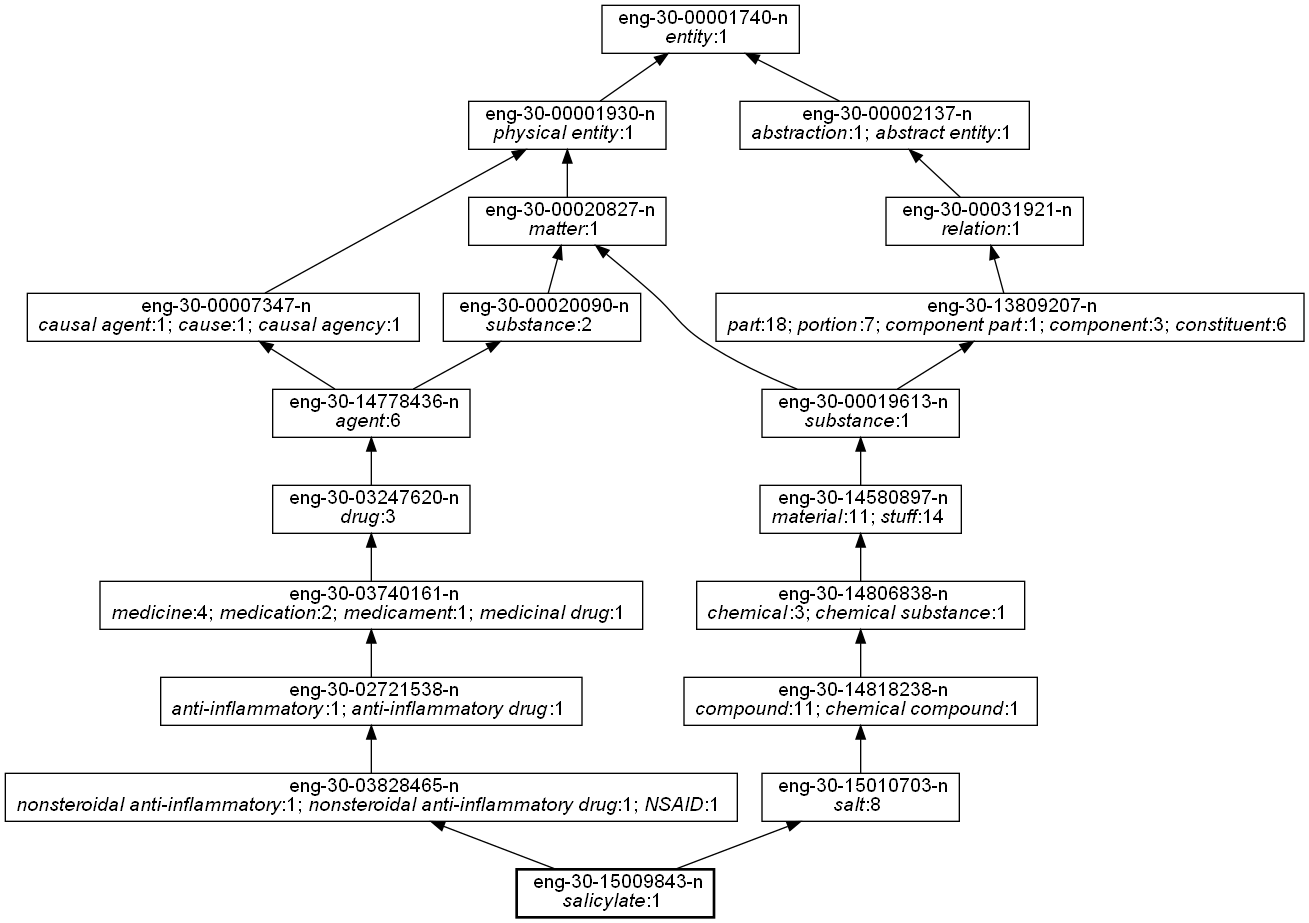 eng-30-00001740-n
entity:1
eng-30-00001930-n
physical entity:1
eng-30-00002137-n
abstraction:1; abstract entity:1
eng-30-00020827-n
matter:1
eng-30-00031921-n
relation:1
eng-30-00007347-n
causal agent:1; cause:1; causal agency:1
eng-30-00020090-n
substance:2
eng-30-13809207-n
part:18; portion:7; component part:1; component:3; constituent:6
eng-30-14778436-n
agent:6
eng-30-00019613-n
substance:1
eng-30-03247620-n
drug:3
eng-30-14580897-n
material:11; stuff:14
eng-30-03740161-n
medicine:4; medication:2; medicament:1; medicinal drug:1
eng-30-14806838-n
chemical:3; chemical substance:1
eng-30-02721538-n
anti-inflammatory:1; anti-inflammatory drug:1
eng-30-14818238-n
compound:11; chemical compound:1
eng-30-03828465-n
nonsteroidal anti-inflammatory:1; nonsteroidal anti-inflammatory drug:1; NSAID:1
eng-30-15010703-n
salt:8
eng-30-15009843-n
salicylate:1